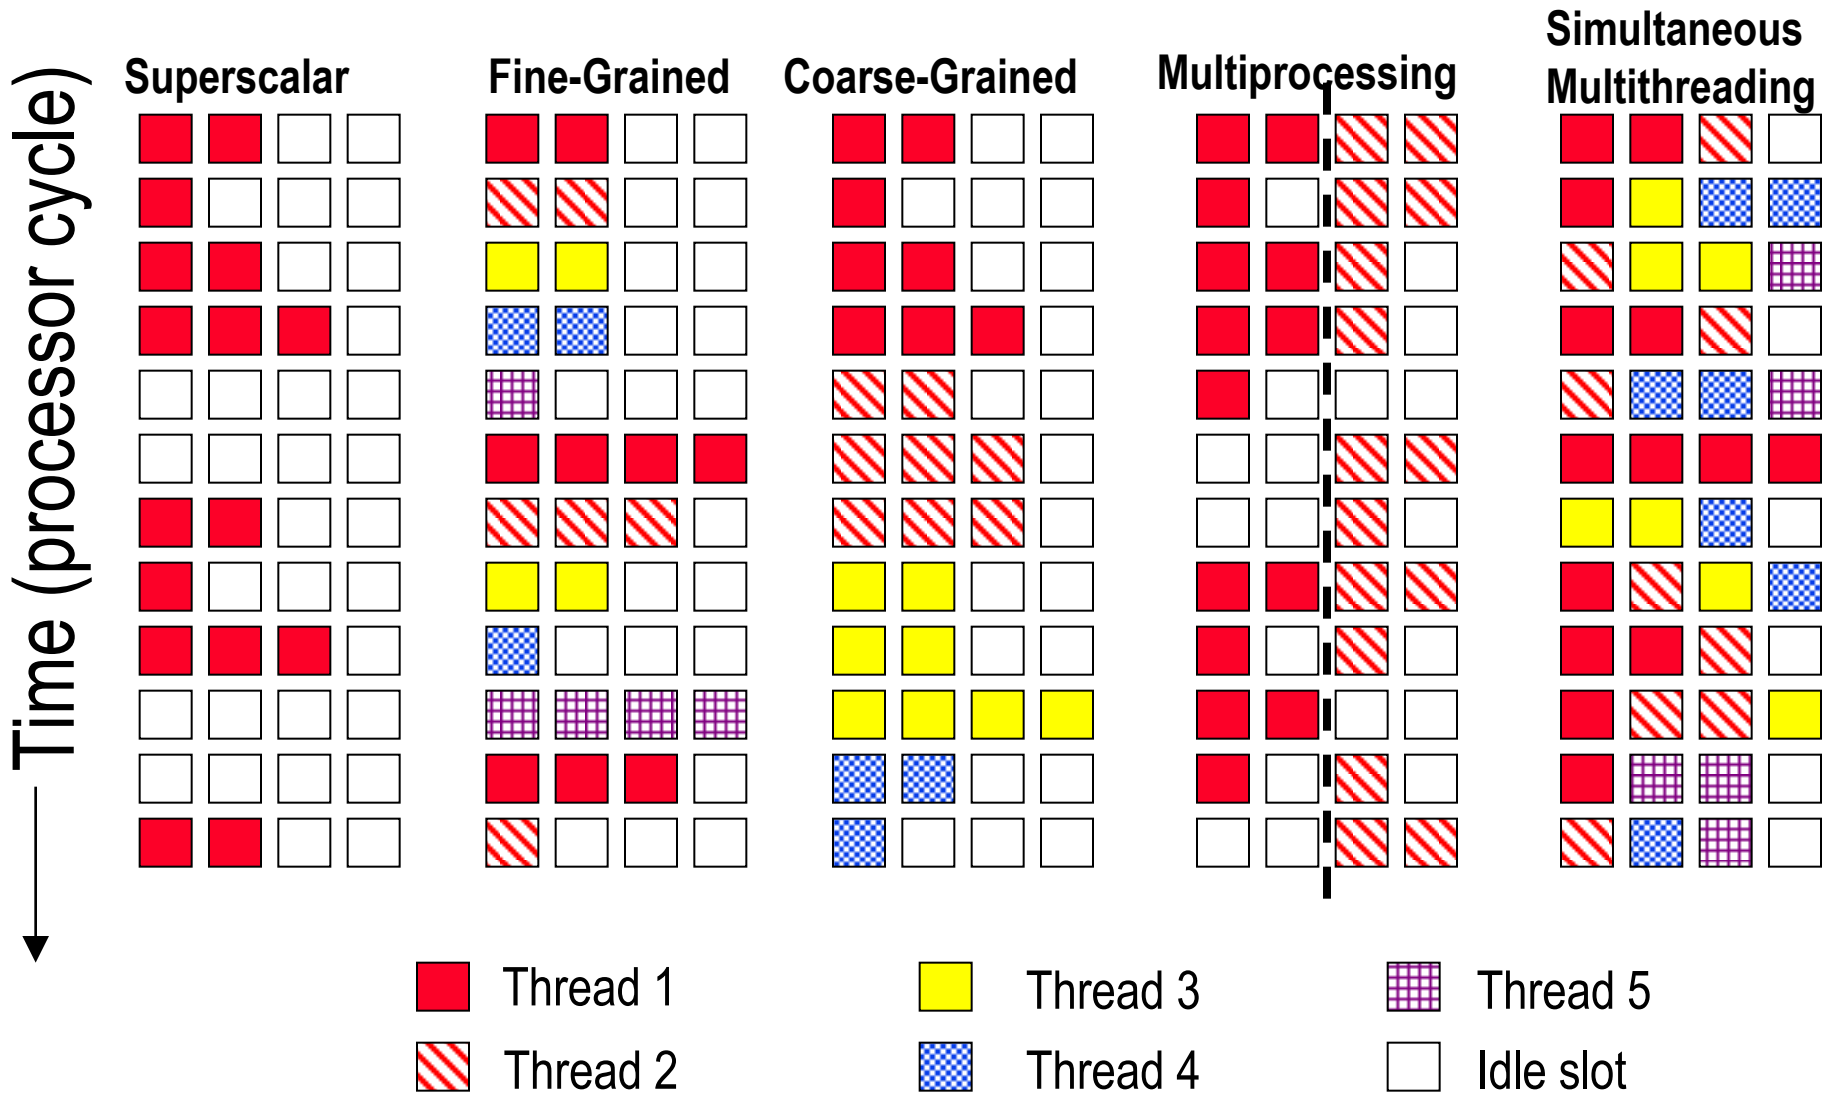 Time (processor cycle)
Superscalar
Fine-Grained
Coarse-Grained
Multiprocessing
Simultaneous
Multithreading
Thread 1
Thread 3
Thread 5
Thread 2
Thread 4
Idle slot